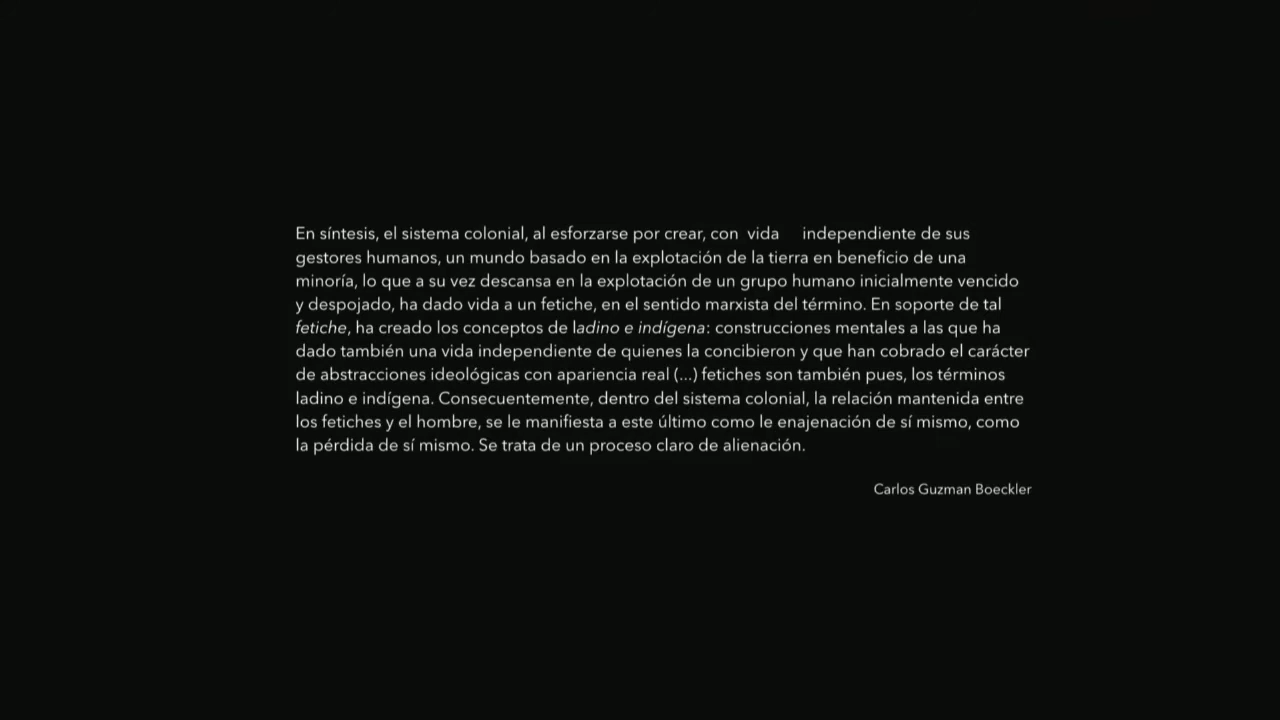 En síntesis, el sistema colonial, al esforzarse por crear, con vida independiente de sus
gestores humanos, un mundo basado en la explotación de la tierra en beneficio de una
minoría, lo que a su vez descansa en la explotación de un grupo humano inicialmente vencido
y despojado, ha dado vida a un fetiche, en el sentido marxista del término. En soporte de tal
fetiche, ha creado los conceptos de ladino e indígena: construcciones mentales a las que ha
dado también una vida independiente de quienes la concibieron y que han cobrado el carácter
de abstracciones ideológicas con apariencia real (...) fetiches son también pues, los términos
ladino e indígena. Consecuentemente, dentro del sistema colonial, la relación mantenida entre
los fetiches y el hombre, se le manifiesta a este último como le enajenación de sí mismo, como
la pérdida de sí mismo. Se trata de un proceso claro de alienación.
Carlos Guzman Boeckler